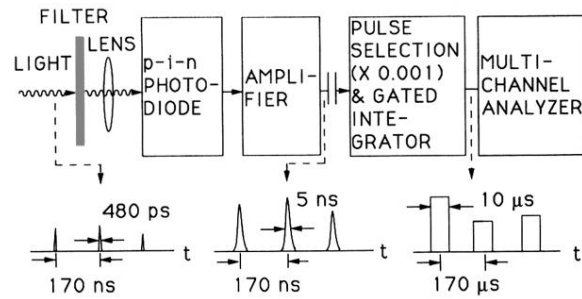 FILTER
LENS
LIGHT
p-i-n
PHOTO-
DIODE
AMPLI-
FIER
PULSE
SELECTION
(X 0.001)
& GATED
INTE-
GRATOR
MULTI-
CHANNEL
ANALYZER
480 ps
t
170 ns
5 ns
t
170 ns
10 μs
t
170 μs